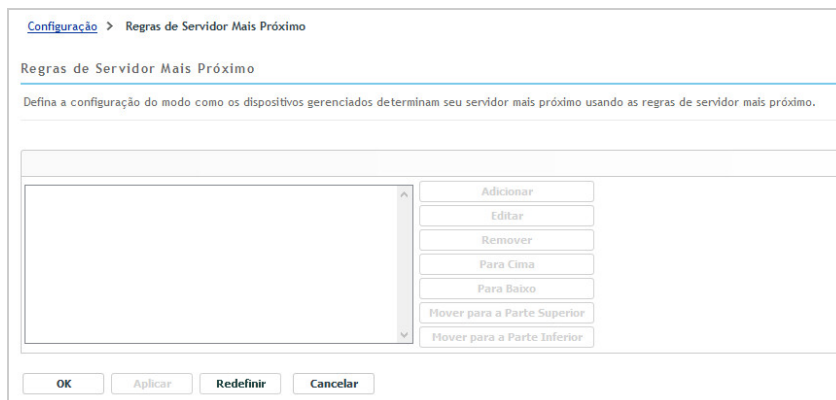 Configuração > Regras de Servidor Mais Próximo
Regras de Servidor Mais Próximo
Defina a configuração do modo como os dispositivos gerenciados determinam seu servidor mais próximo usando as regras de servidor mais próximo.
Adicionar
Editar
Remover
Para Cima
Para Baixo
Mover para a Parte Superior
Mover para a Parte Inferior
OK Aplicar Redefinir Cancelar